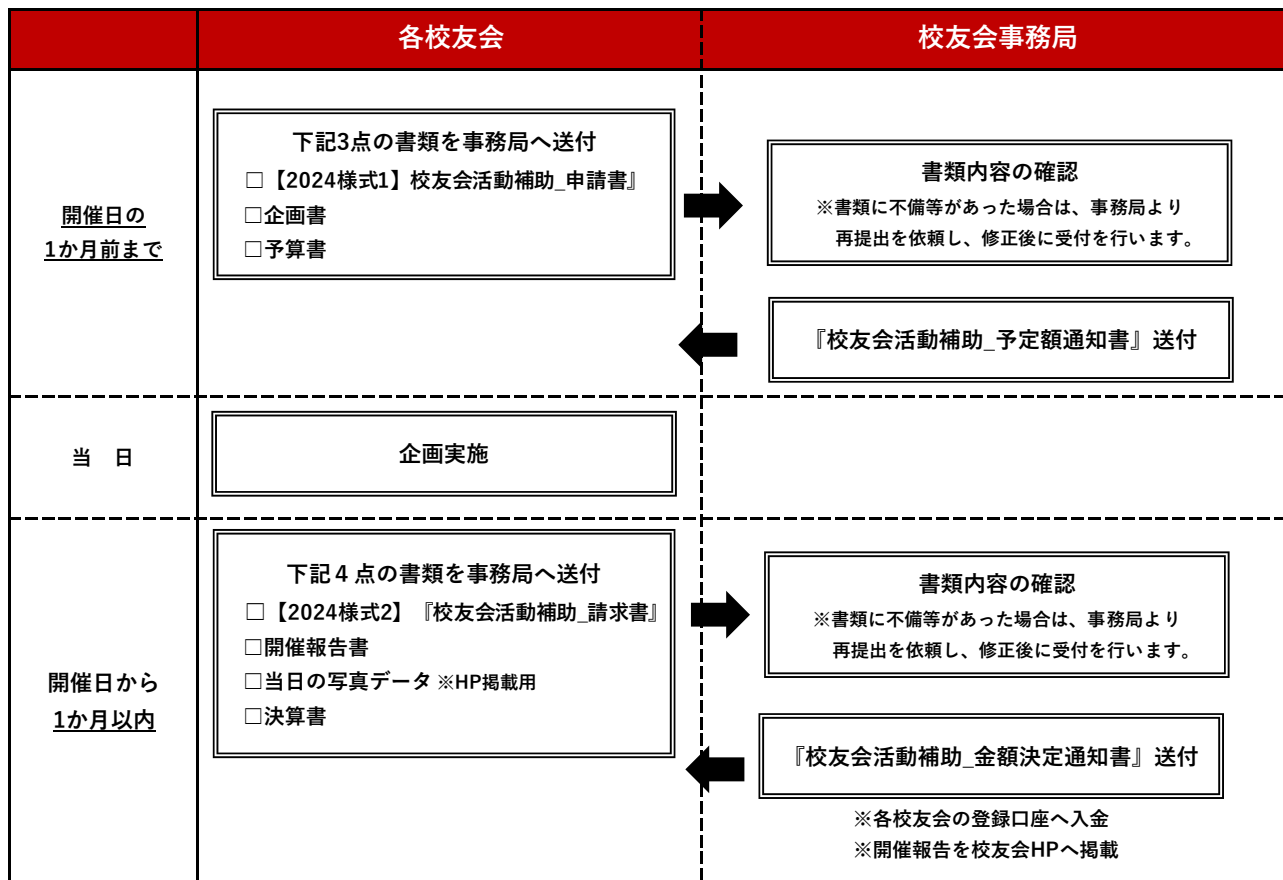 各校友会
校友会事務局
開催日の
1か月前まで
下記3点の書類を事務局へ送付
□【2024様式1】校友会活動補助_申請書』
□企画書
□予算書
書類内容の確認
※書類に不備等があった場合は、事務局より
再提出を依頼し、修正後に受付を行います。
『校友会活動補助_予定額通知書』送付
当　日
企画実施
開催日から
1か月以内
下記４点の書類を事務局へ送付
□【2024様式2】『校友会活動補助_請求書』
□開催報告書
□当日の写真データ ※HP掲載用
□決算書
書類内容の確認
※書類に不備等があった場合は、事務局より
再提出を依頼し、修正後に受付を行います。
『校友会活動補助_金額決定通知書』送付
※各校友会の登録口座へ入金
※開催報告を校友会HPへ掲載